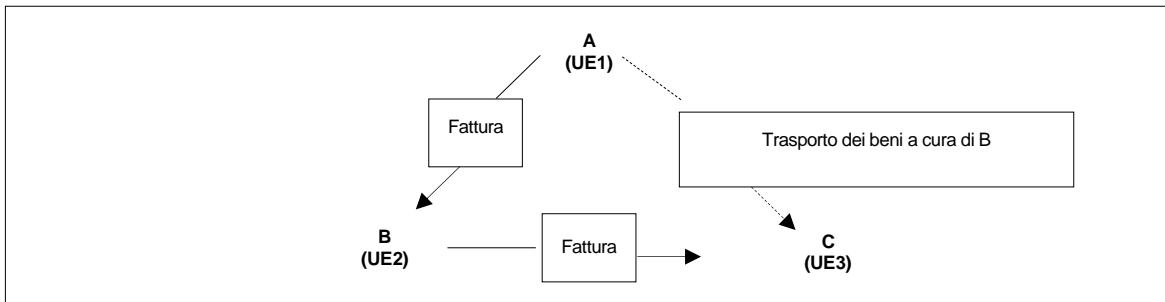 A
(UE1)
Fattura
Trasporto dei beni a cura di B
B
(UE2)
Fattura
C
(UE3)